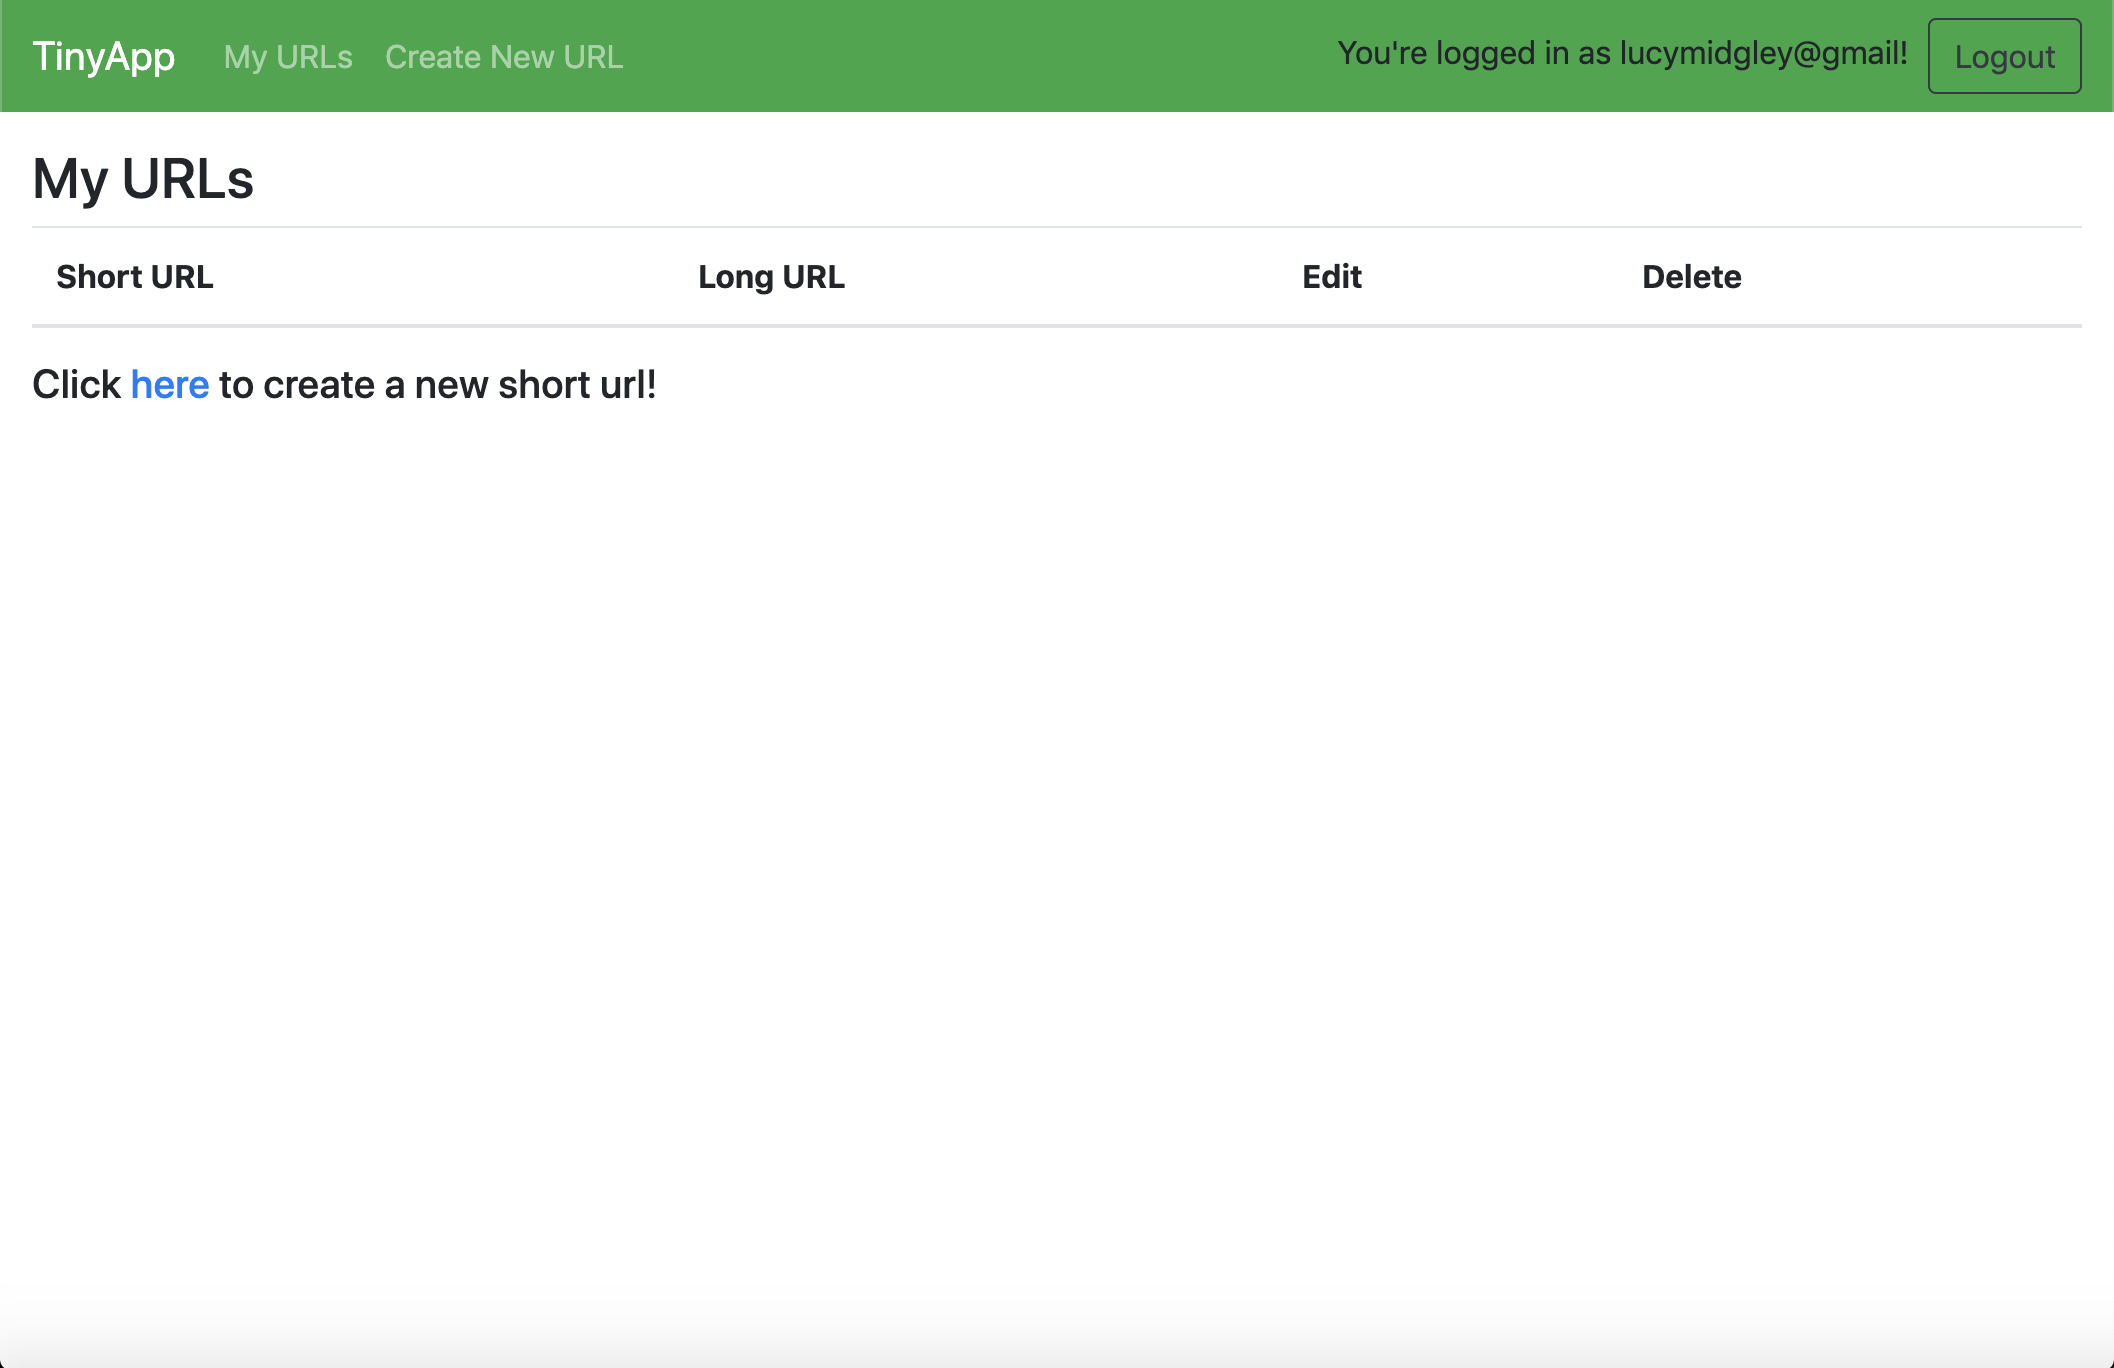 TinyApp My URLs Create New URL You're logged in as lucymidgley@gmail! Logout
My URLs
Short URL Long URL Edit Delete
Click here to create a new short url!